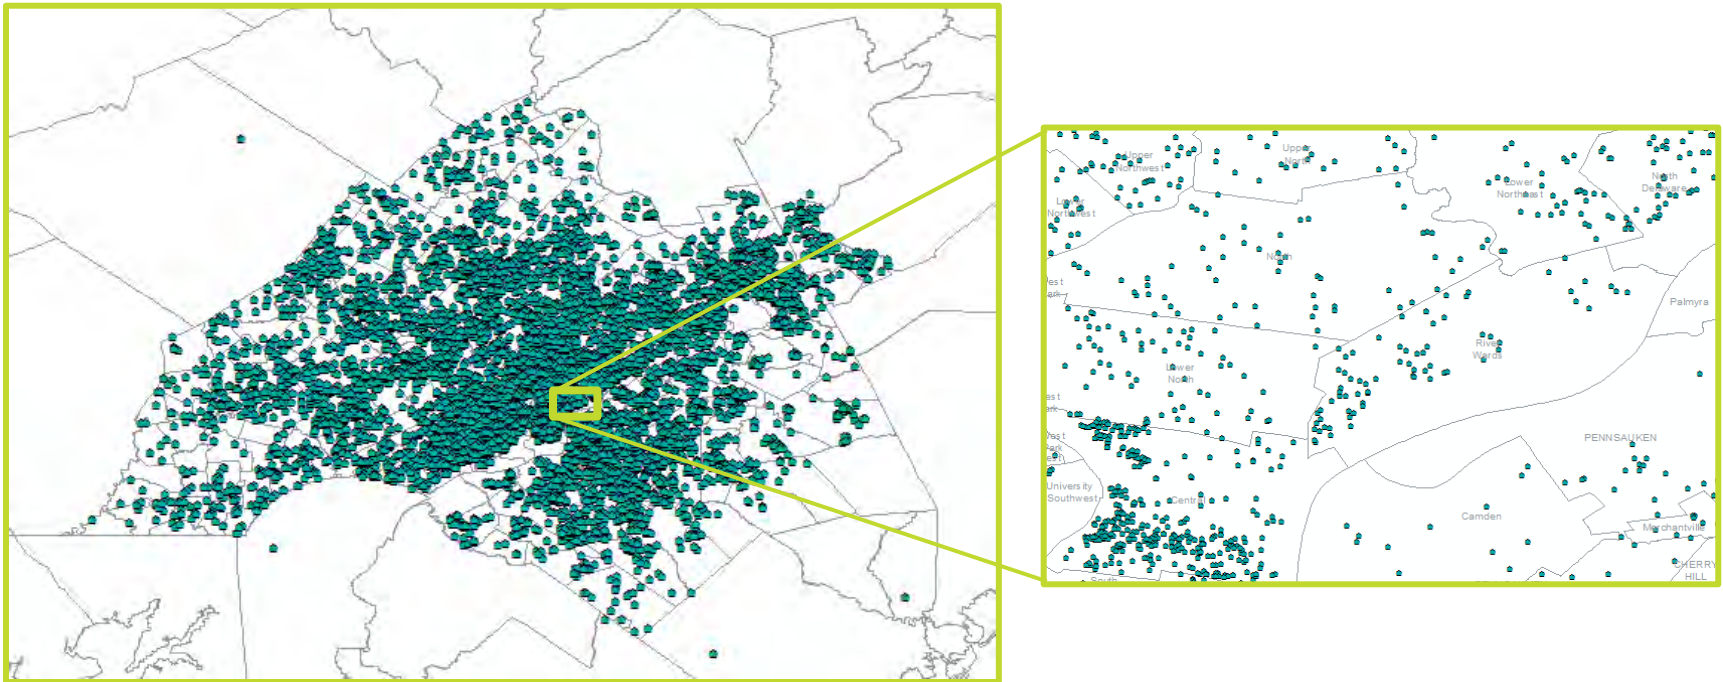 Upper
Northwest
Upper
North
Lower
Northeast
North
Delaware
Lower
Northwest
North
Palmyra
River
Wards
Lower
North
PENNSAUKEN
University
Southwest
Central
Camden
Merchantville
CHERRY
HILL
South